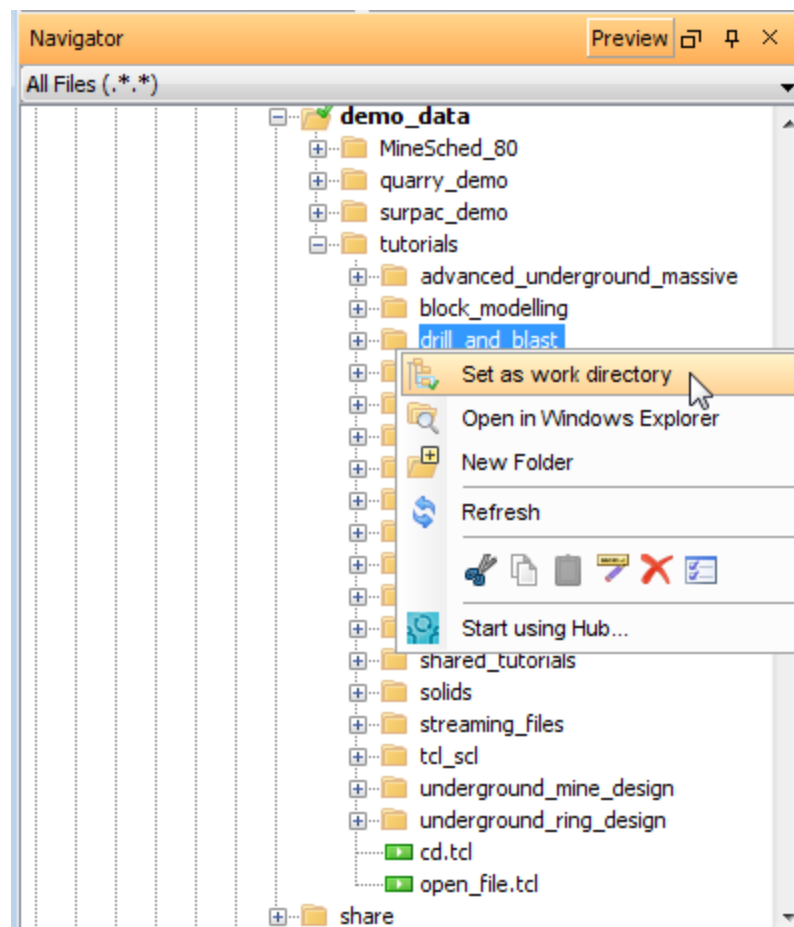 Navigator Preview
All Files (.*.*)
demo_data
MineSched_80
quarry_demo
surpac_demo
tutorials
advanced_underground_massive
block_modelling
drill_and_blast
Set as work directory
Open in Windows Explorer
New Folder
Refresh
Start using Hub...
shared_tutorials
solids
streaming_files
tcl_scl
underground_mine_design
underground_ring_design
cd.tcl
open_file.tcl
share